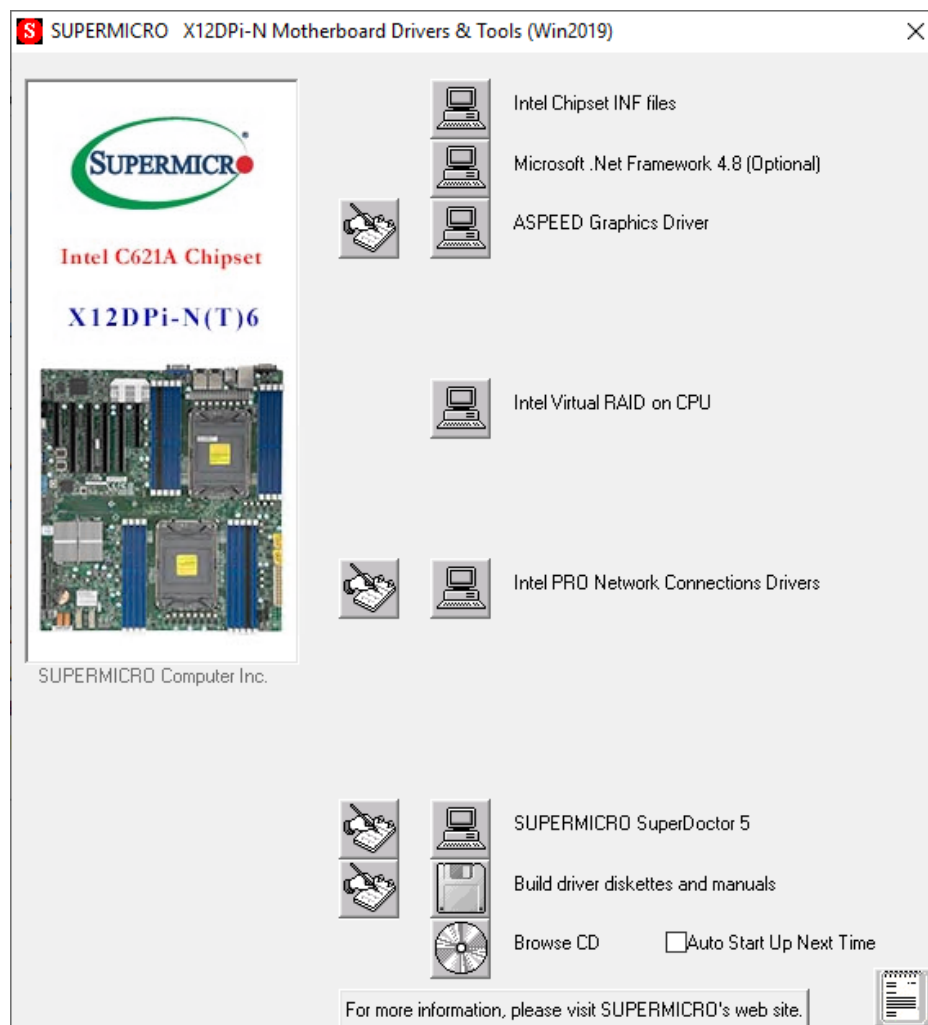 S SUPERMICRO X12DPi-N Motherboard Drivers & Tools (Win2019)
SUPERMICRO
Intel C621A Chipset
X12DPi-N(T)6
SUPERMICRO Computer Inc.
Intel Chipset INF files
Microsoft .Net Framework 4.8 (Optional)
ASPEED Graphics Driver
Intel Virtual RAID on CPU
Intel PRO Network Connections Drivers
SUPERMICRO SuperDoctor 5
Build driver diskettes and manuals
Browse CD Auto Start Up Next Time
For more information, please visit SUPERMICRO's web site.